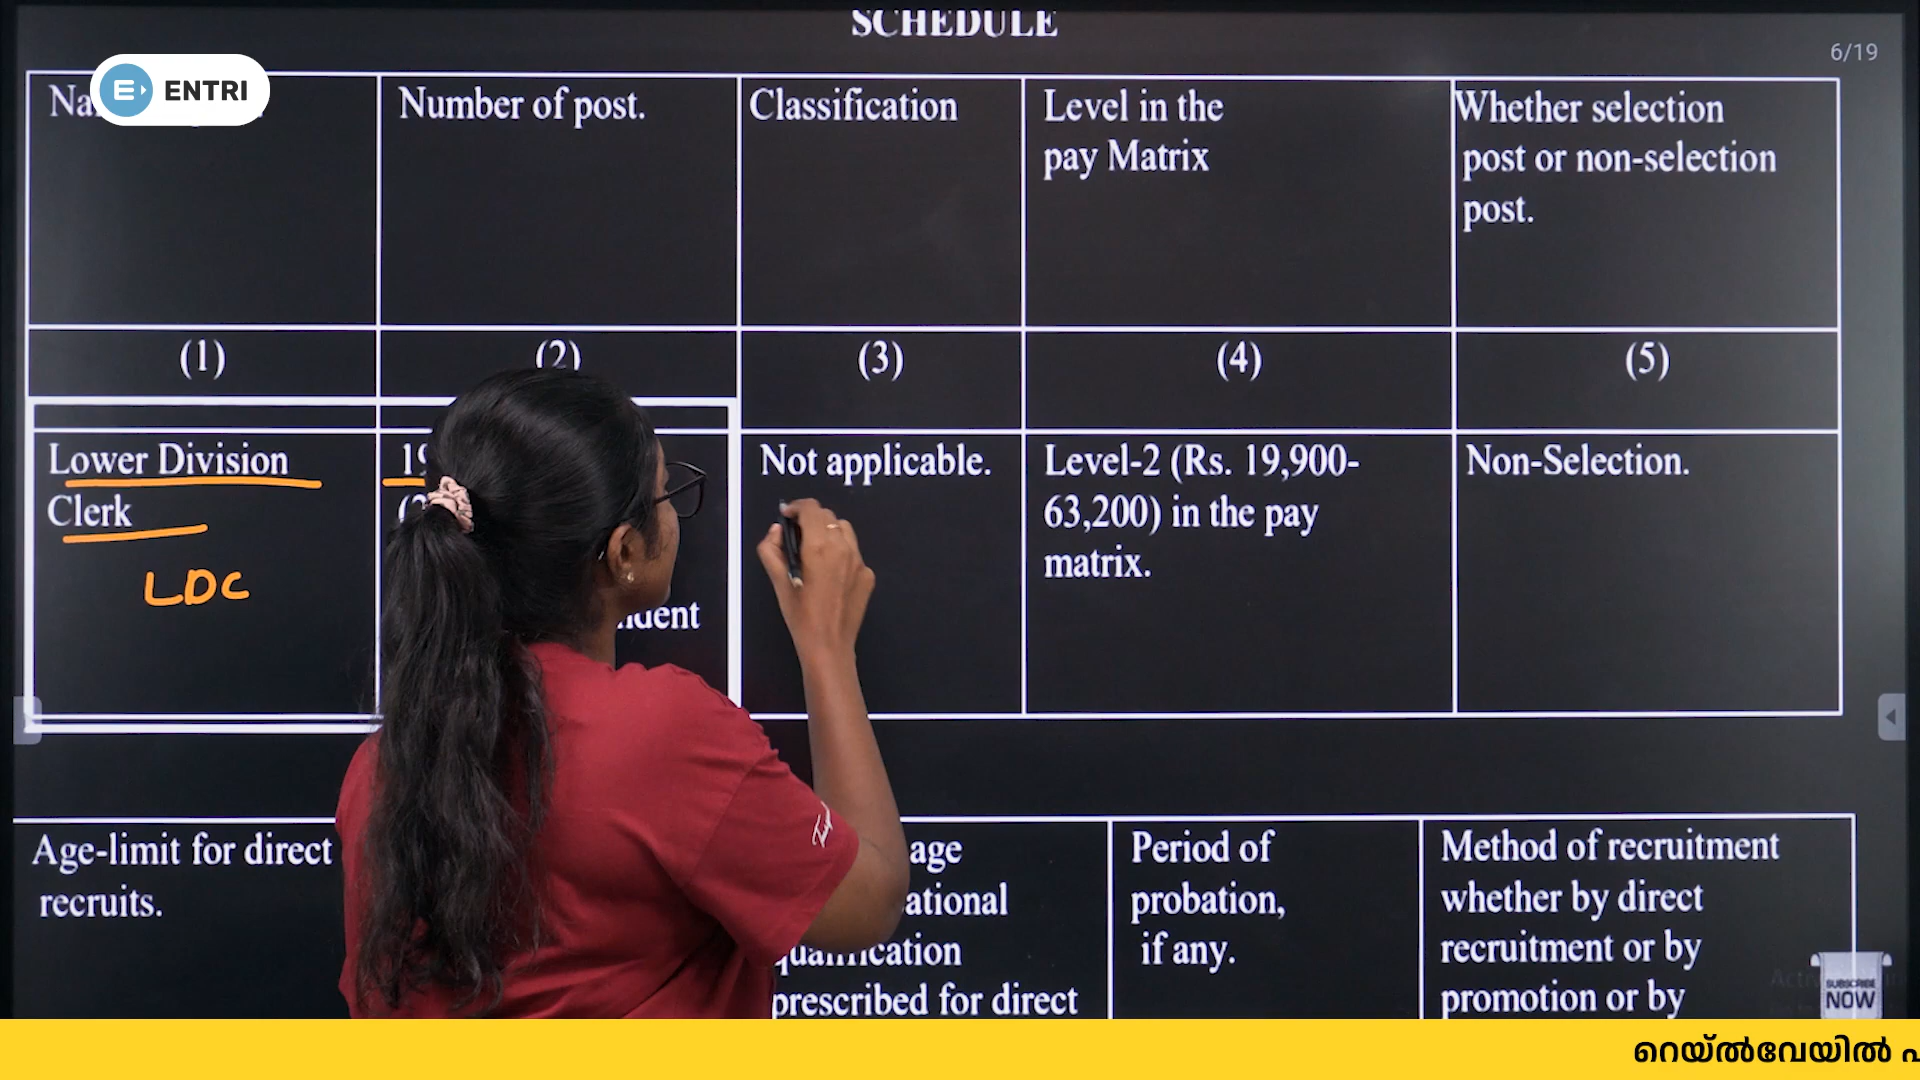 SCHEDULE
6/19
ENTRI
Number of post.
Classification
Level in the
pay Matrix
Whether selection
post or non-selection
post.
(1)
(2)
(3)
(4)
(5)
Lower Division
Clerk
LDC
Not applicable.
Level-2 (Rs. 19,900-
63,200) in the pay
matrix.
Non-Selection.
Age-limit for direct
recruits.
age
qualification
prescribed for direct
Period of
probation,
if any.
Method of recruitment
whether by direct
recruitment or by
promotion or by
SUBSCRIBE
NOW
റെയ്ൽവേയിൽ